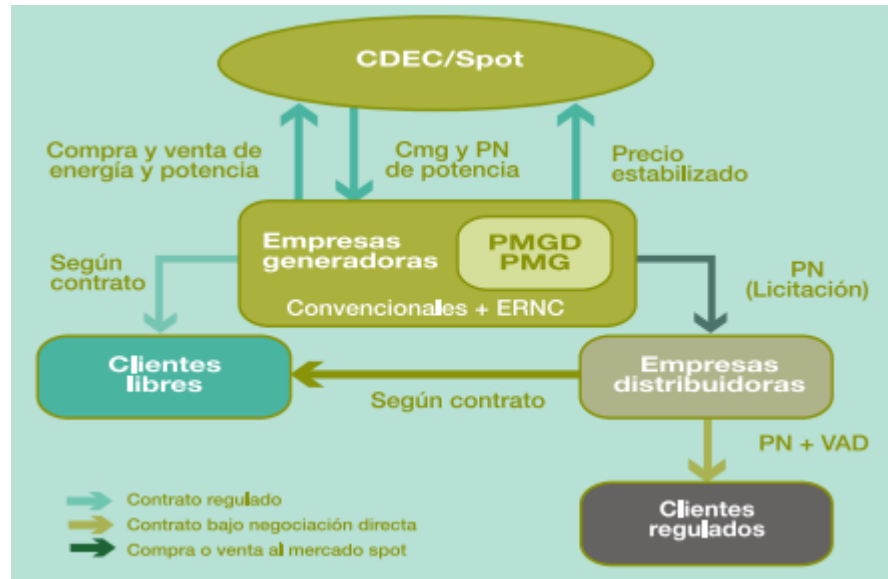 CDEC/Spot
Compra y venta de
energía y potencia
Cmg y PN
de potencia
Precio
estabilizado
Empresas
generadoras
PMGD
PMG
Convencionales + ERNC
Según
contrato
PN
(Licitación)
Clientes
libres
Según contrato
Empresas
distribuidoras
PN + VAD
Clientes
regulados
Contrato regulado
Contrato bajo negociación directa
Compra o venta al mercado spot